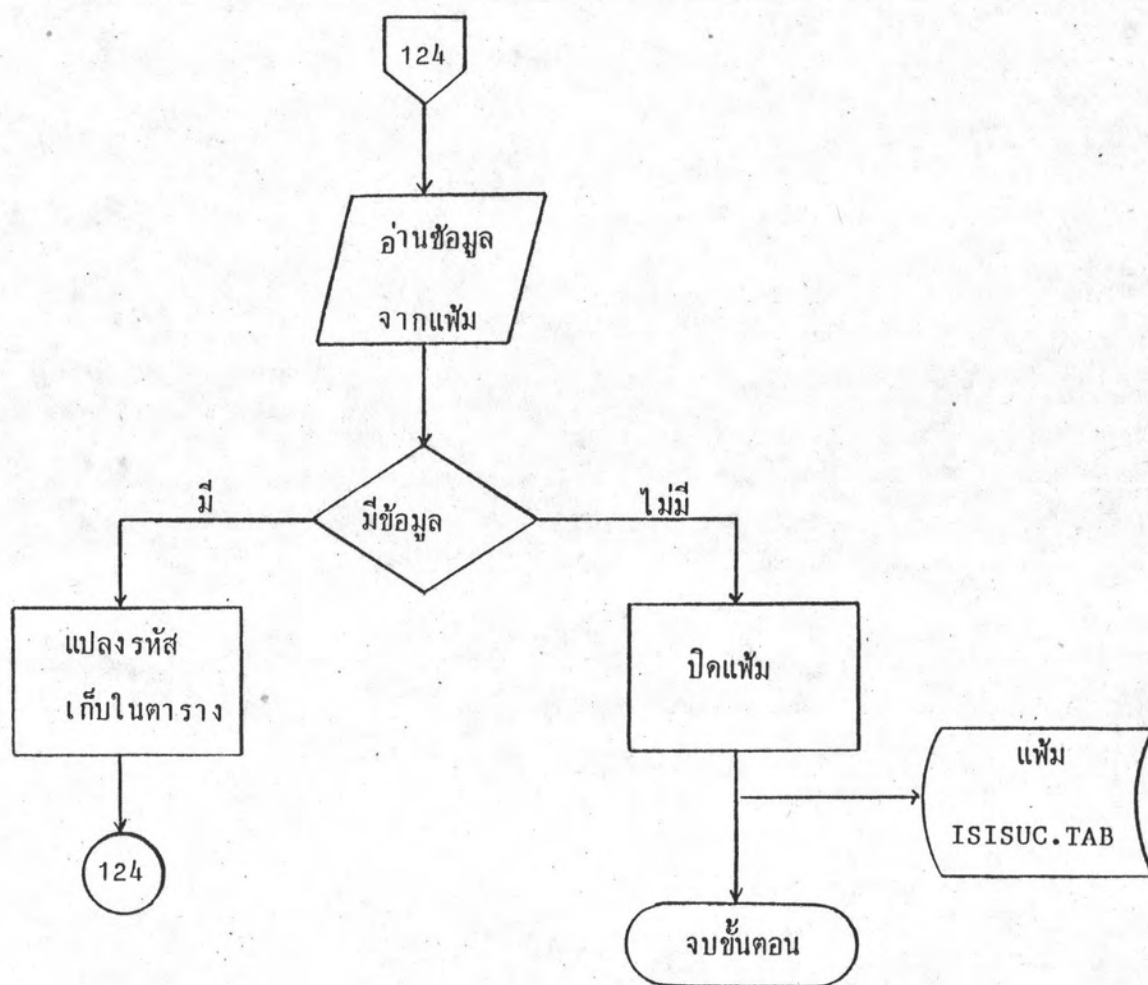 124
อ่านข้อมูล
จากแฟ้ม
มี
มีข้อมูล
ไม่มี
แปลงรหัส
เก็บในตาราง
ปิดแฟ้ม
แฟ้ม
ISISUC.TAB
124
จบขั้นตอน